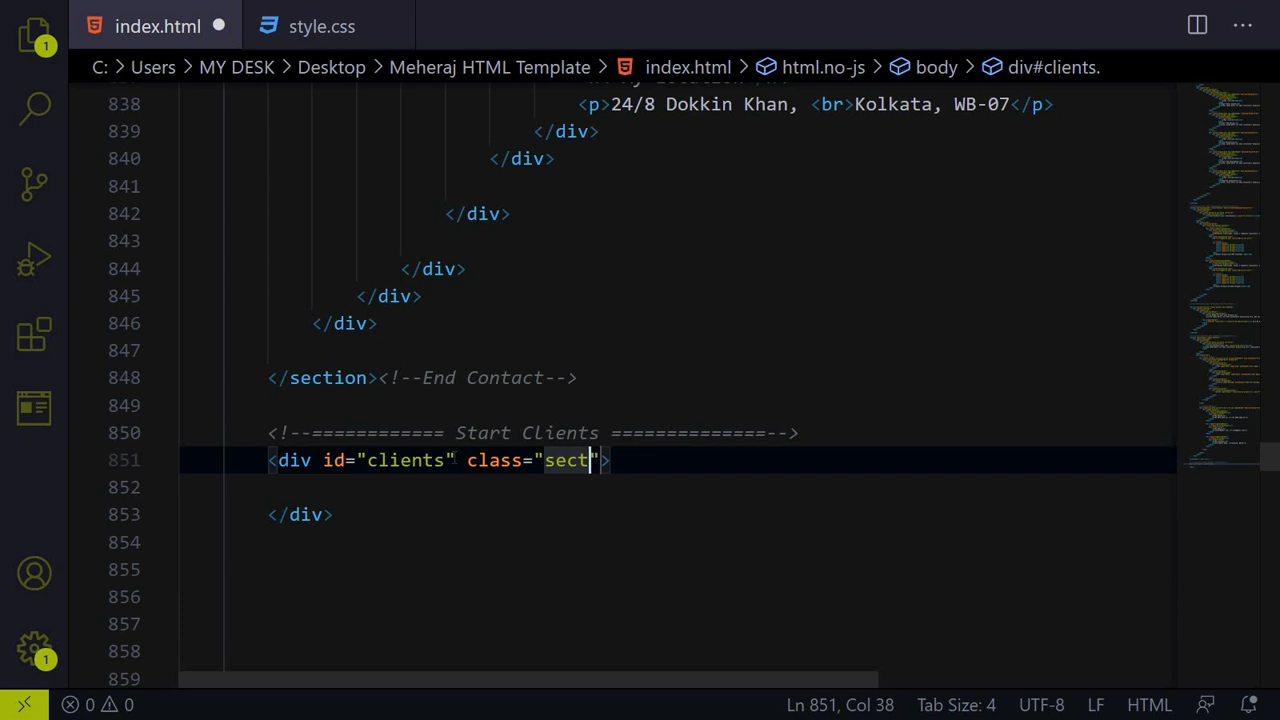 index.html
style.css
C: > Users > MY DESK > Desktop > Meheraj HTML Template > index.html > html.no-js > body > div#clients.
838 <p>24/8 Dokkin Khan, <br>Kolkata, WB-07</p>
839 </div>
840 </div>
841
842 </div>
843
844 </div>
845 </div>
846 </div>
847
848 </section><!--End Contact-->
849
850 <!--============ Start Clients ==============-->
851 <div id="clients" class="sect">
852
853 </div>
854
855
856
857
858
859
1
1
0 0
Ln 851, Col 38 Tab Size: 4 UTF-8 LF HTML